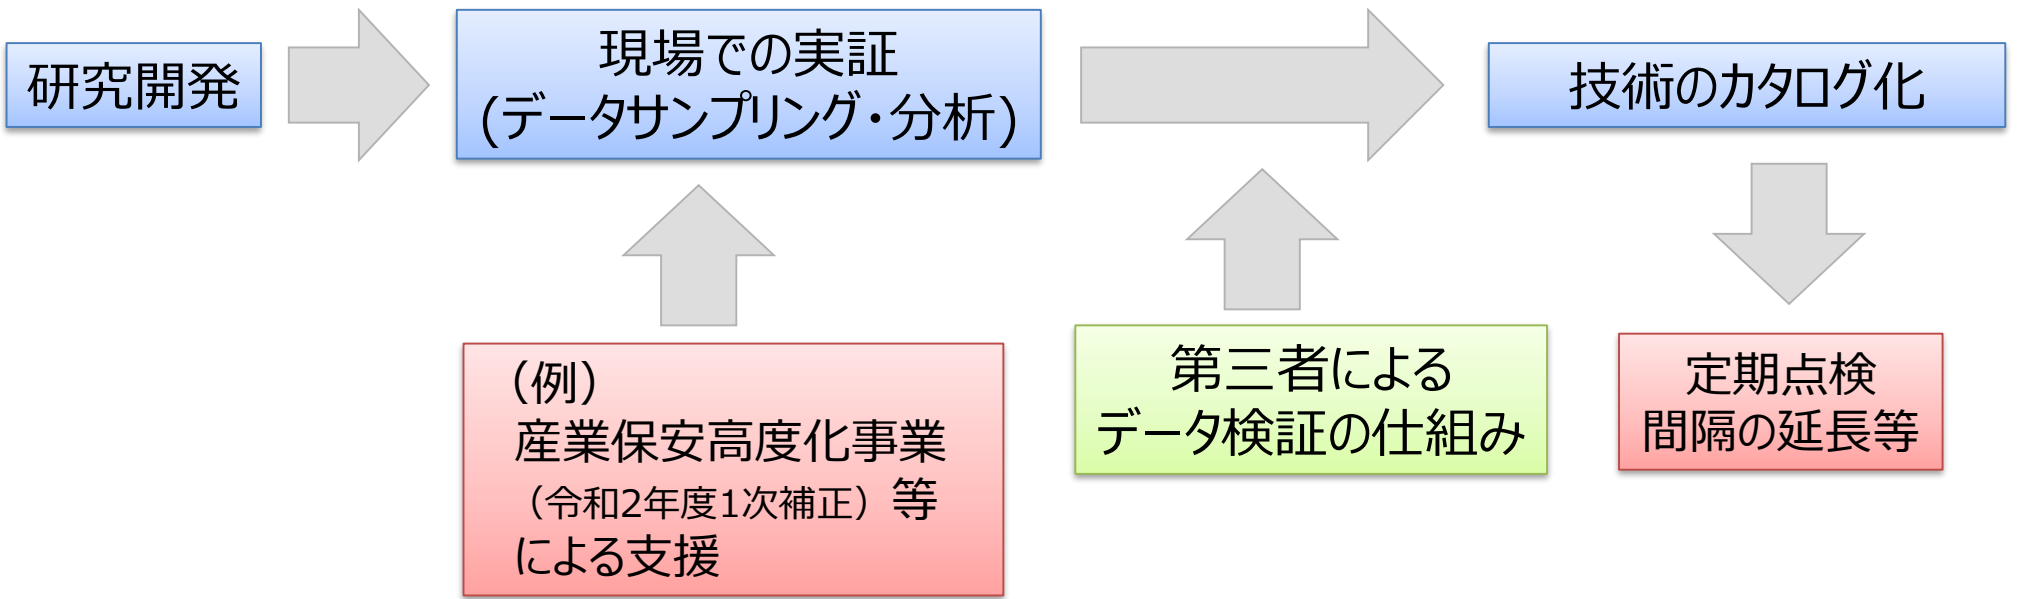 研究開発
現場での実証
(データサンプリング・分析)
技術のカタログ化
(例)
産業保安高度化事業
（令和2年度1次補正）等
による支援
第三者による
データ検証の仕組み
定期点検
間隔の延長等